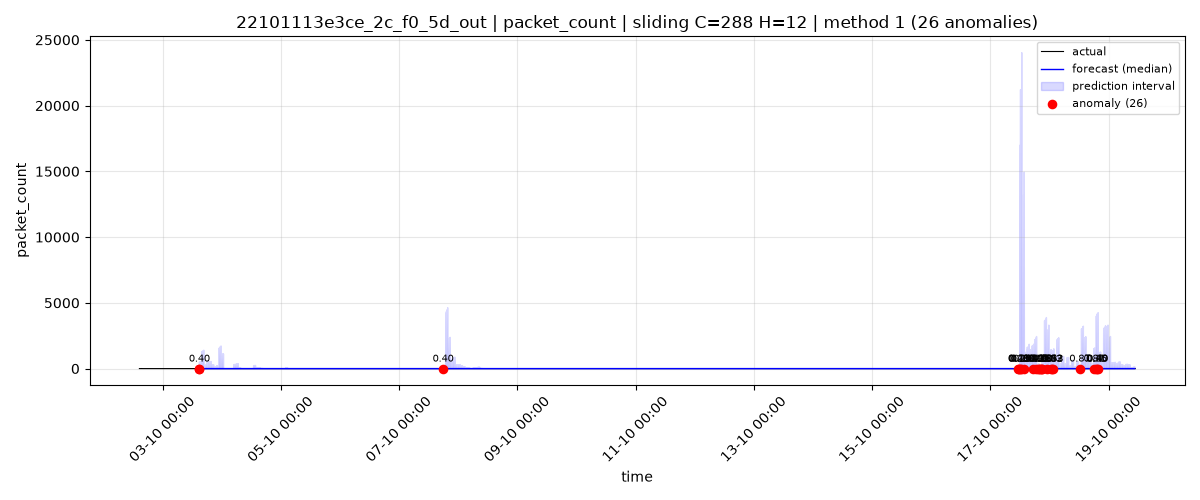 22101113e3ce_2c_f0_5d_out | packet_count | sliding C=288 H=12 | method 1 (26 anomalies)
actual
forecast (median)
prediction interval
anomaly (26)
packet_count
25000
20000
15000
10000
5000
0
0.40
0.40
03-10 00:00
05-10 00:00
07-10 00:00
09-10 00:00
11-10 00:00
13-10 00:00
15-10 00:00
17-10 00:00
19-10 00:00
time